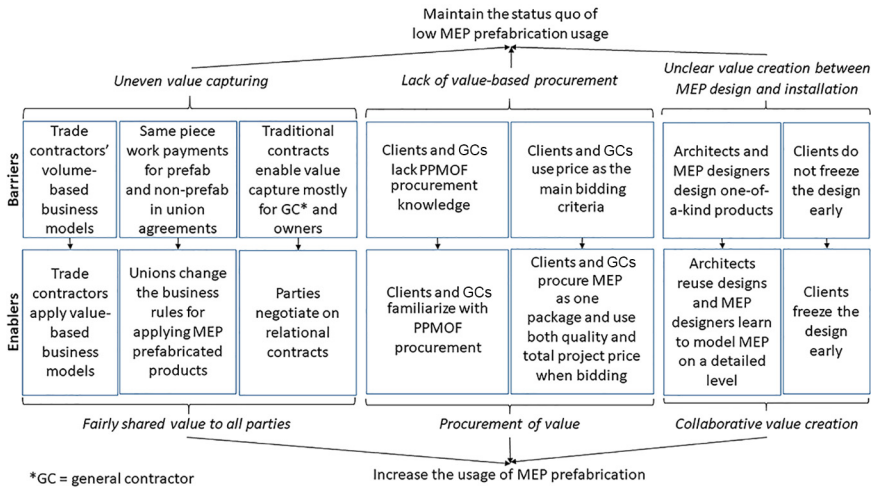 Maintain the status quo of
low MEP prefabrication usage
Uneven value capturing
Lack of value-based procurement
Unclear value creation between
MEP design and installation
Barriers
Trade
contractors'
volume-
based
business
models
Same piece
work payments
for prefab
and non-prefab
in union
agreements
Traditional
contracts
enable value
capture mostly
for GC* and
owners
Clients and GCs
lack PPMOF
procurement
knowledge
Clients and GCs
use price as the
main bidding
criteria
Architects and
MEP designers
design one-of-
a-kind products
Clients do
not freeze
the design
early
Enablers
Trade
contractors
apply value-
based
business
models
Unions change
the business
rules for
applying MEP
prefabricated
products
Parties
negotiate on
relational
contracts
Clients and GCs
familiarize with
PPMOF
procurement
Clients and GCs
procure MEP
as one
package and use
both quality and
total project price
when bidding
Architects
reuse designs
and MEP
designers learn
to model MEP
on a detailed
level
Clients
freeze the
design
early
Fairly shared value to all parties
Procurement of value
Collaborative value creation
Increase the usage of MEP prefabrication
*GC = general contractor